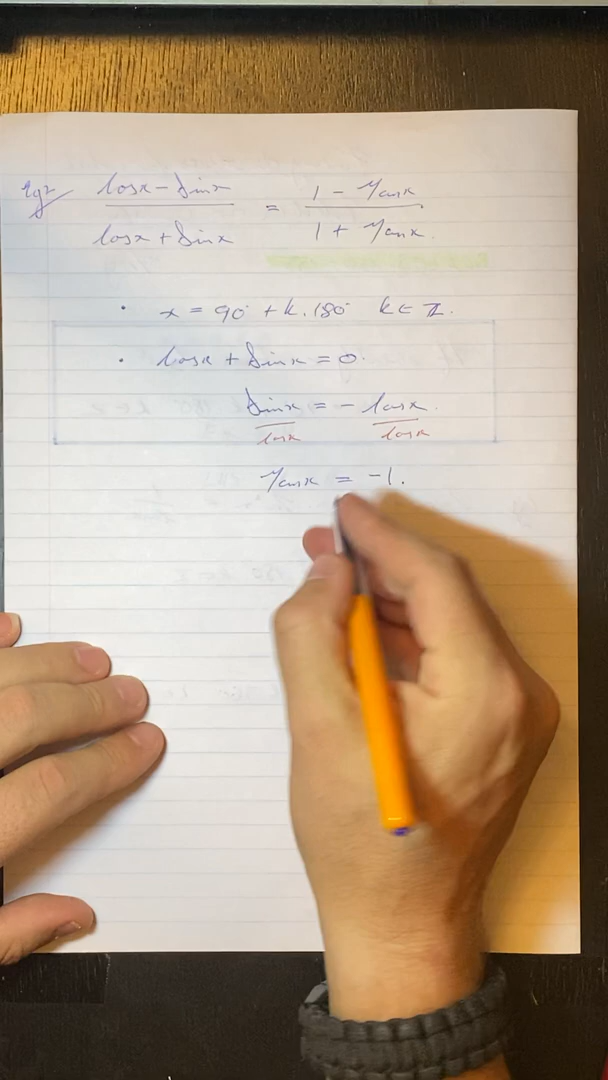 eg2 cosx - sinx / cosx + sinx = 1 - tanx / 1 + tanx.
· x = 90° + k.180° k ∈ Z.
· cosx + sinx = 0.
sinx / cosx = - cosx / cosx.
tanx = -1.